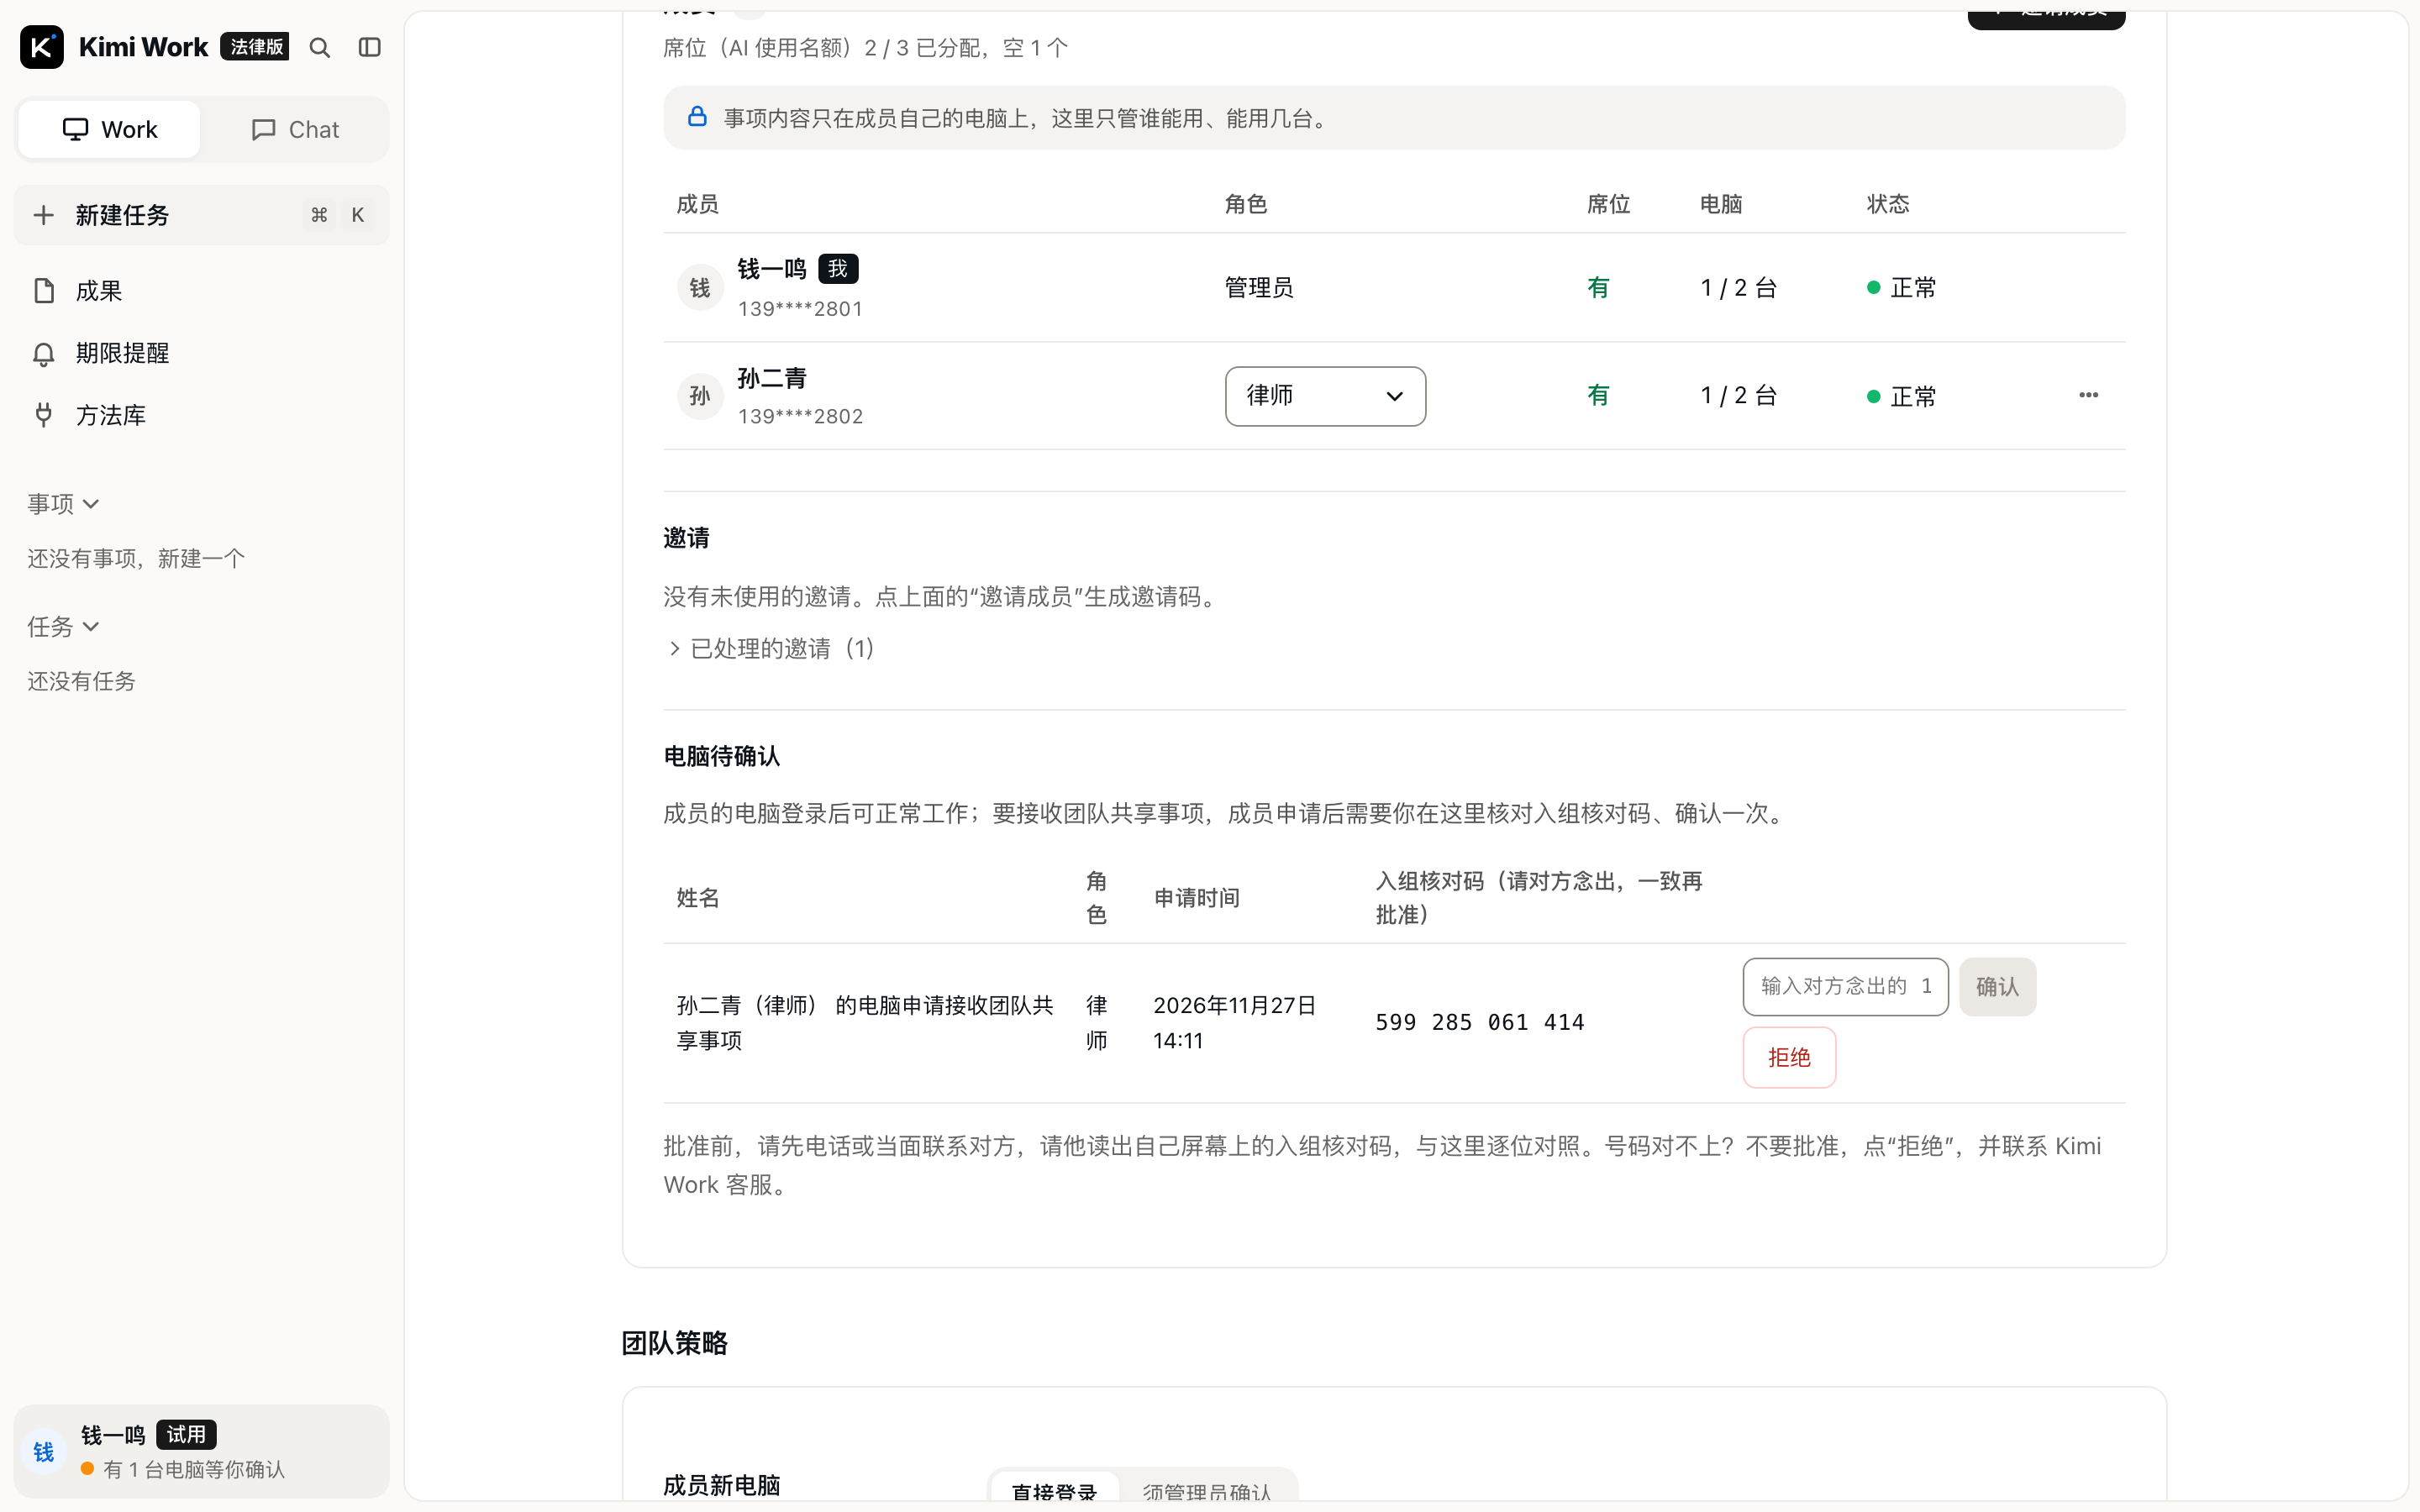 Kimi Work 法律版
Work
Chat
新建任务 ⌘ K
成果
期限提醒
方法库
事项
还没有事项，新建一个
任务
还没有任务
钱
钱一鸣 试用
有 1 台电脑等你确认
席位（AI 使用名额）2 / 3 已分配，空 1 个
事项内容只在成员自己的电脑上，这里只管谁能用、能用几台。
成员 角色 席位 电脑 状态
钱 钱一鸣 我 管理员 有 1 / 2 台 正常
139****2801
孙 孙二青 律师 有 1 / 2 台 正常 •••
139****2802
邀请
没有未使用的邀请。点上面的“邀请成员”生成邀请码。
已处理的邀请（1）
电脑待确认
成员的电脑登录后可正常工作；要接收团队共享事项，成员申请后需要你在这里核对入组核对码、确认一次。
姓名 角色 申请时间 入组核对码（请对方念出，一致再
批准）
孙二青（律师） 的电脑申请接收团队共
享事项
律师
2026年11月27日
14:11
599 285 061 414
输入对方念出的 1
确认
拒绝
批准前，请先电话或当面联系对方，请他读出自己屏幕上的入组核对码，与这里逐位对照。号码对不上？不要批准，点“拒绝”，并联系 Kimi
Work 客服。
团队策略
成员新电脑 直接登录 须管理员确认